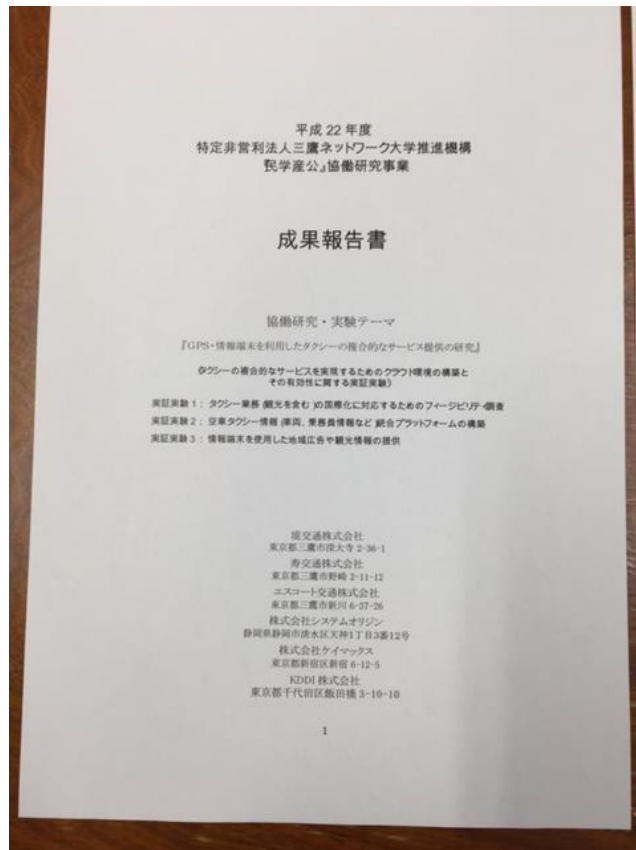 平成 22 年度
特定非営利法人三鷹ネットワーク大学推進機構
『民学産公』協働研究事業
成果報告書
協働研究・実験テーマ
『GPS・情報端末を利用したタクシーの複合的なサービス提供の研究』
《タクシーの複合的なサービスを実現するためのクラウド環境の構築と
その有効性に関する実証実験》
実証実験 1： タクシー業務（観光を含む）の国際化に対応するためのフィージビリティ調査
実証実験 2： 空車タクシー情報（車両、乗務員情報など）統合プラットフォームの構築
実証実験 3： 情報端末を使用した地域広告や観光情報の提供
境交通株式会社
東京都三鷹市深大寺 2-36-1
寿交通株式会社
東京都三鷹市野崎 2-11-12
エスコート交通株式会社
東京都三鷹市新川 6-37-26
株式会社システムオリジン
静岡県静岡市清水区天神1丁目3番12号
株式会社ケイマックス
東京都新宿区新宿 6-12-5
KDDI 株式会社
東京都千代田区飯田橋 3-10-10
1